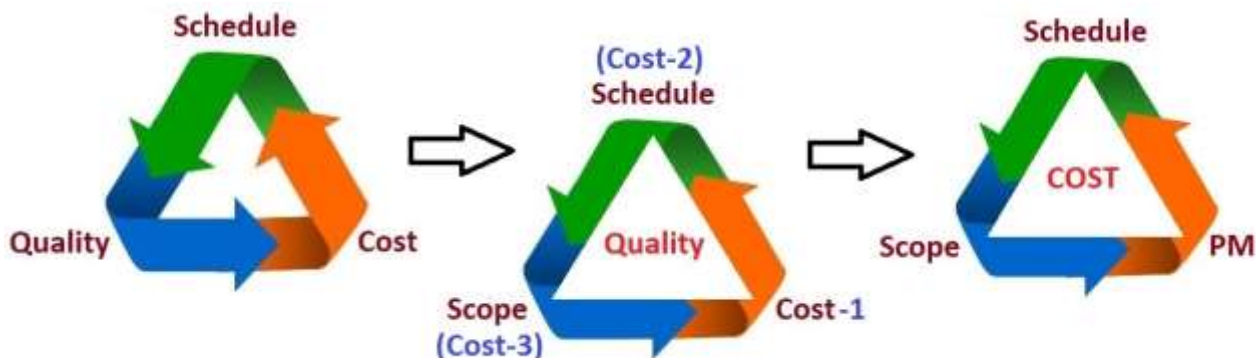 Schedule
Quality
Cost
(Cost-2)
Schedule
Quality
Scope
(Cost-3)
Cost-1
Schedule
COST
Scope
PM